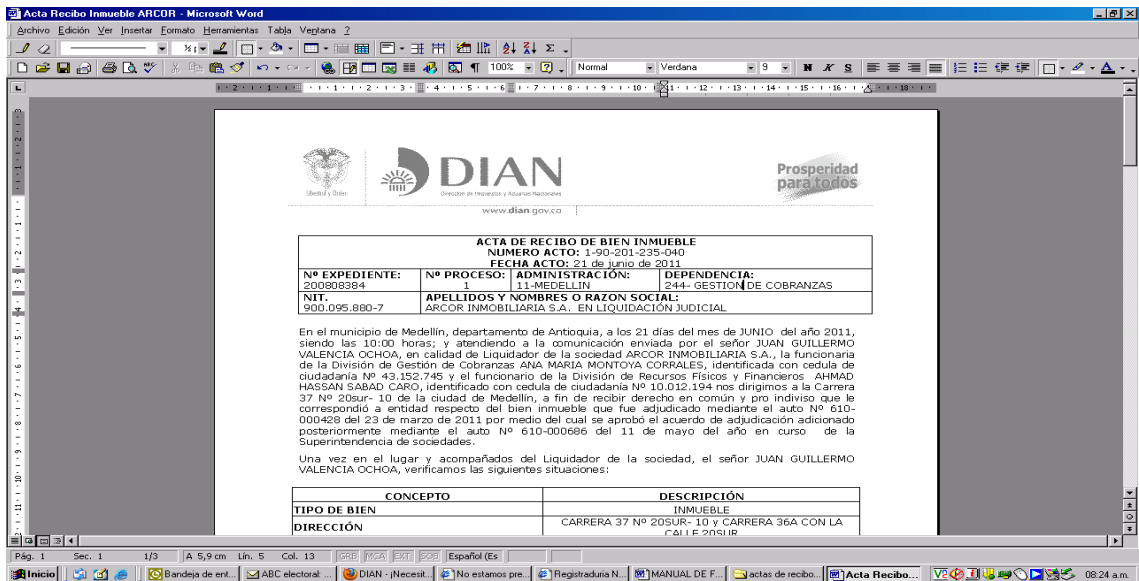 Acta Recibo Inmueble ARCOR - Microsoft Word
Archivo Edición Ver Insertar Formato Herramientas Tabla Ventana ?
100% Normal Verdana 9 N K S
Libertad y Orden
DIAN
Dirección de Impuestos y Aduanas Nacionales
Prosperidad
para todos
www.dian.gov.co
ACTA DE RECIBO DE BIEN INMUEBLE
NUMERO ACTO: 1-90-201-235-040
FECHA ACTO: 21 de junio de 2011
Nº EXPEDIENTE: Nº PROCESO: ADMINISTRACIÓN: DEPENDENCIA:
200808384 1 11-MEDELLIN 244- GESTION DE COBRANZAS
NIT. APELLIDOS Y NOMBRES O RAZON SOCIAL:
900.095.880-7 ARCOR INMOBILIARIA S.A. EN LIQUIDACIÓN JUDICIAL
En el municipio de Medellín, departamento de Antioquia, a los 21 días del mes de JUNIO del año 2011,
siendo las 10:00 horas; y atendiendo a la comunicación enviada por el señor JUAN GUILLERMO
VALENCIA OCHOA, en calidad de Liquidador de la sociedad ARCOR INMOBILIARIA S.A., la funcionaria
de la División de Gestión de Cobranzas ANA MARIA MONTOYA CORRALES, identificada con cedula de
ciudadanía Nº 43.152.745 y el funcionario de la División de Recursos Físicos y Financieros AHMAD
HASSAN SABAD CARO, identificado con cedula de ciudadanía Nº 10.012.194 nos dirigimos a la Carrera
37 Nº 20sur- 10 de la ciudad de Medellín, a fin de recibir derecho en común y pro indiviso que le
correspondió a entidad respecto del bien inmueble que fue adjudicado mediante el auto Nº 610-
000428 del 23 de marzo de 2011 por medio del cual se aprobó el acuerdo de adjudicación adicionado
posteriormente mediante el auto Nº 610-000686 del 11 de mayo del año en curso de la
Superintendencia de sociedades.
Una vez en el lugar y acompañados del Liquidador de la sociedad, el señor JUAN GUILLERMO
VALENCIA OCHOA, verificamos las siguientes situaciones:
CONCEPTO DESCRIPCIÓN
TIPO DE BIEN INMUEBLE
DIRECCIÓN CARRERA 37 Nº 20SUR- 10 y CARRERA 36A CON LA
CALLE 20SUR
Pág. 1 Sec. 1 1/3 A 5,9 cm Lín. 5 Col. 13 GRB MCA EXT SOB Español (Es
Inicio Bandeja de ent... ABC electoral: ... DIAN - ¡Necesit... No estamos pre... Registraduria N... MANUAL DE F... actas de recibo... Acta Recibo... 08:24 a.m.